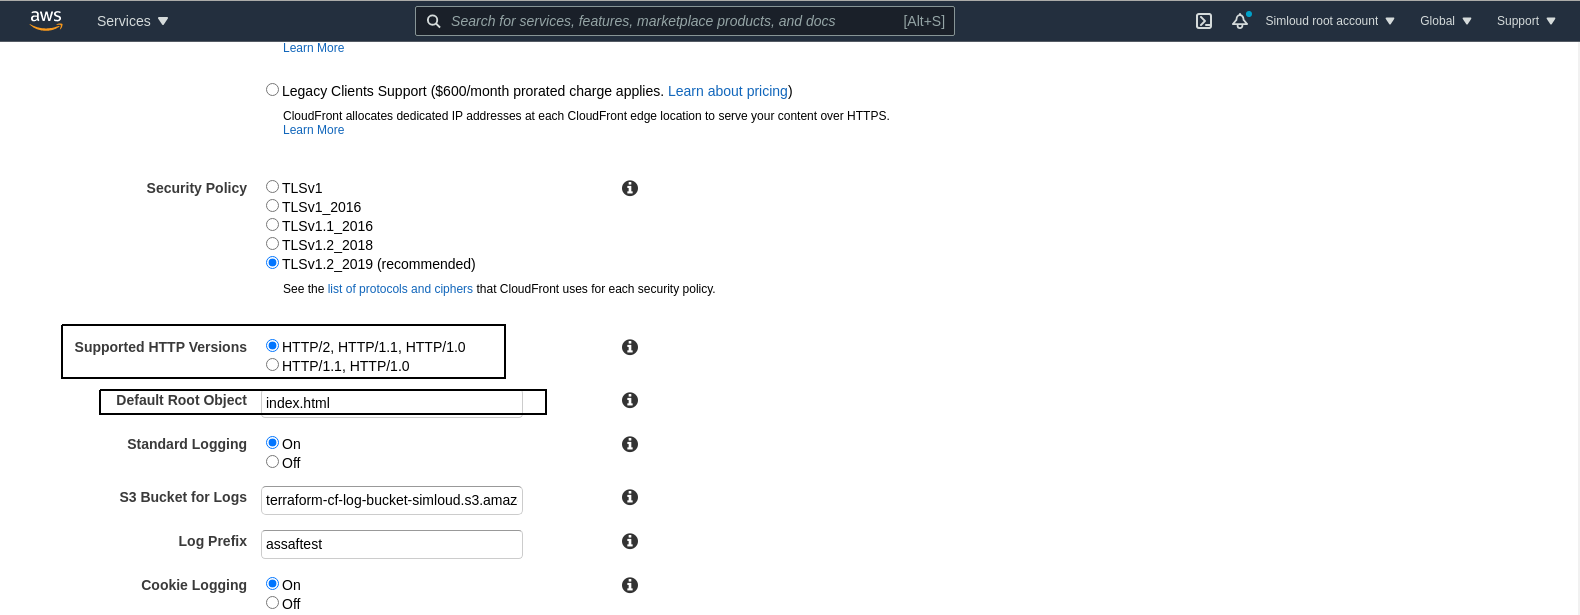 aws Services Search for services, features, marketplace products, and docs [Alt+S] Simloud root account Global Support
Learn More
Legacy Clients Support ($600/month prorated charge applies. Learn about pricing)
CloudFront allocates dedicated IP addresses at each CloudFront edge location to serve your content over HTTPS.
Learn More
Security Policy TLSv1
TLSv1_2016
TLSv1.1_2016
TLSv1.2_2018
TLSv1.2_2019 (recommended)
See the list of protocols and ciphers that CloudFront uses for each security policy.
Supported HTTP Versions HTTP/2, HTTP/1.1, HTTP/1.0
HTTP/1.1, HTTP/1.0
Default Root Object index.html
Standard Logging On
Off
S3 Bucket for Logs terraform-cf-log-bucket-simloud.s3.amaz
Log Prefix assaftest
Cookie Logging On
Off